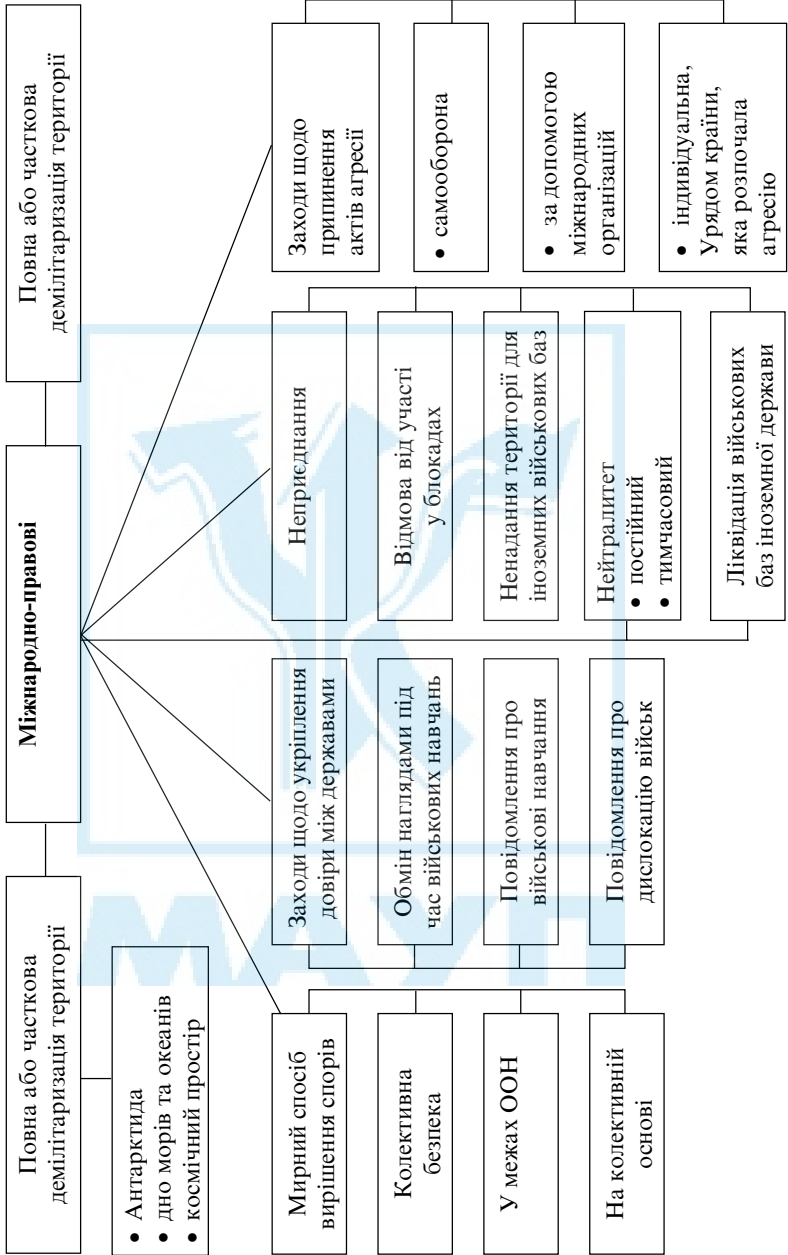 Повна або часткова
демілітаризація території
Міжнародно-правові
Повна або часткова
демілітаризація території
• Антарктида
• дно морів та океанів
• космічний простір
Мирний спосіб
вирішення спорів
Колективна
безпека
У межах ООН
На колективній
основі
Заходи щодо укріплення
довіри між державами
Обмін наглядами під
час військових навчань
Повідомлення про
військові навчання
Повідомлення про
дислокацію військ
Неприєднання
Відмова від участі
у блокадах
Ненадання території для
іноземних військових баз
Нейтралитет
• постійний
• тимчасовий
Ліквідація військових
баз іноземної держави
Заходи щодо
припинення
актів агресії
• самооборона
• за допомогою
міжнародних
організацій
• індивідуальна,
Урядом країни,
яка розпочала
агресію
МАУП